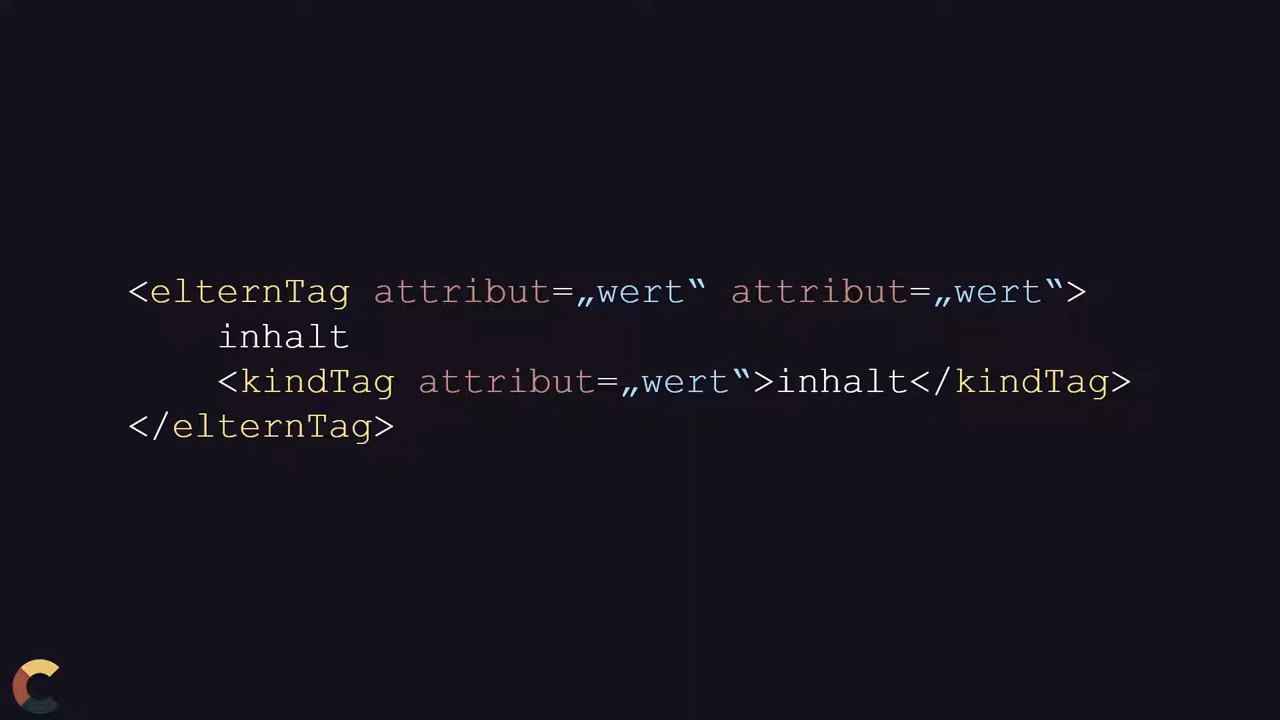 <elternTag attribut=„wert“ attribut=„wert“>
inhalt
<kindTag attribut=„wert“>inhalt</kindTag>
</elternTag>